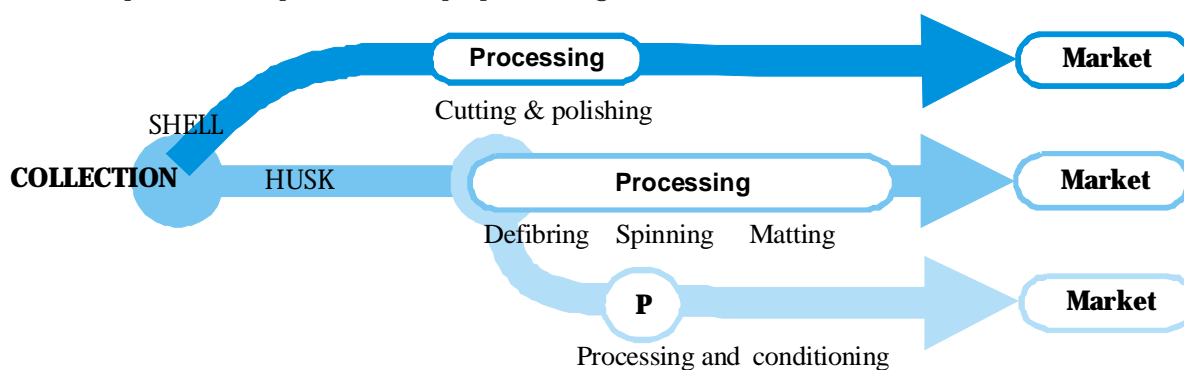 Processing
Market
Cutting & polishing
SHELL
COLLECTION
HUSK
Processing
Market
Defibring Spinning Matting
P
Market
Processing and conditioning